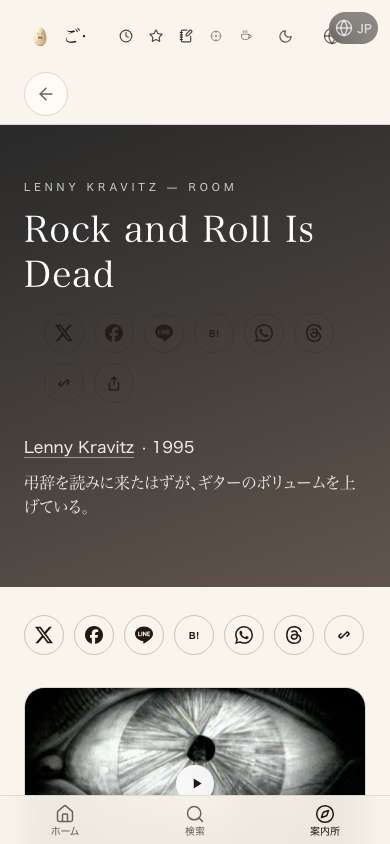 ご·
JP
LENNY KRAVITZ — ROOM
Rock and Roll Is
Dead
B!
Lenny Kravitz · 1995
弔辞を読みに来たはずが、ギターのボリュームを上
げている。
LINE
B!
ホーム
検索
案内所